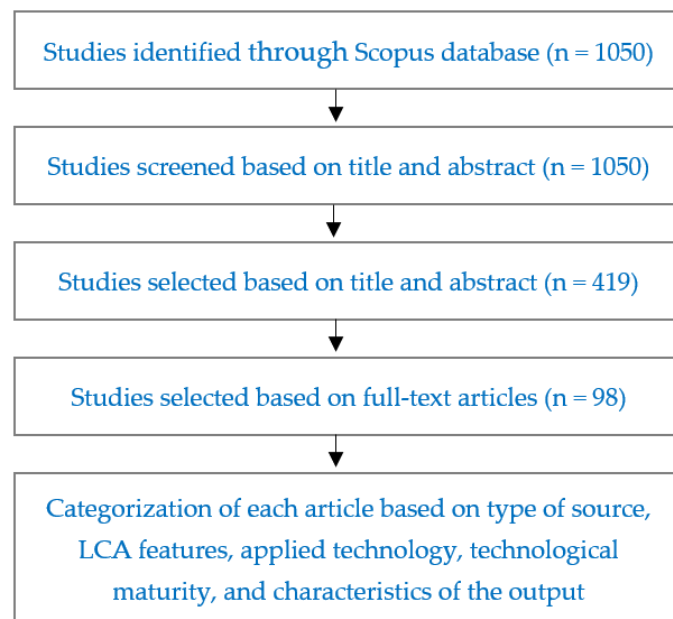 Studies identified through Scopus database (n = 1050)
Studies screened based on title and abstract (n = 1050)
Studies selected based on title and abstract (n = 419)
Studies selected based on full-text articles (n = 98)
Categorization of each article based on type of source,
LCA features, applied technology, technological
maturity, and characteristics of the output